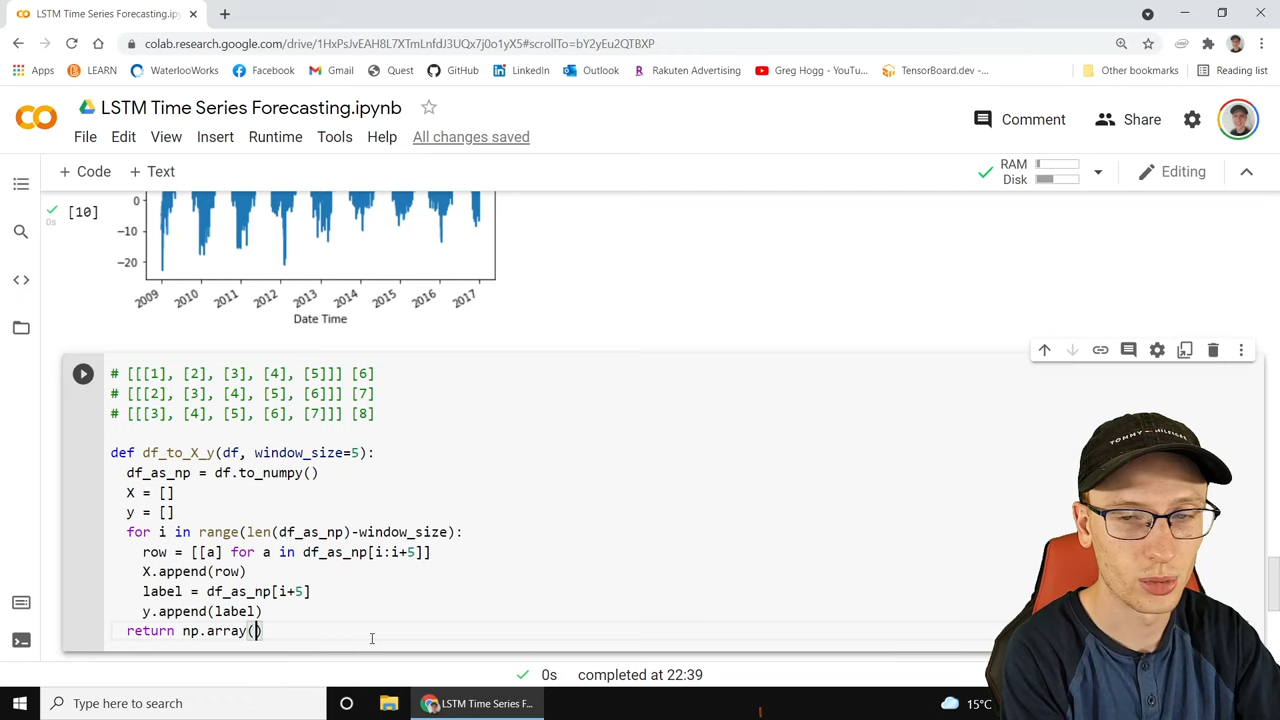 LSTM Time Series Forecasting.ipynb
colab.research.google.com/drive/1HxPsJvEAH8L7XTmLnfdJ3UQx7j0o1yX5#scrollTo=bY2yEu2QTBXP
Apps LEARN WaterlooWorks Facebook Gmail Quest GitHub LinkedIn Outlook Rakuten Advertising Greg Hogg - YouTu... TensorBoard.dev -... Other bookmarks Reading list
LSTM Time Series Forecasting.ipynb
Comment Share
File Edit View Insert Runtime Tools Help All changes saved
+ Code + Text RAM Disk Editing
0s [10]
0
-10
-20
2009 2010 2011 2012 2013 2014 2015 2016 2017
Date Time
# [[[1], [2], [3], [4], [5]]] [6]
# [[[2], [3], [4], [5], [6]]] [7]
# [[[3], [4], [5], [6], [7]]] [8]
def df_to_X_y(df, window_size=5):
df_as_np = df.to_numpy()
X = []
y = []
for i in range(len(df_as_np)-window_size):
row = [[a] for a in df_as_np[i:i+5]]
X.append(row)
label = df_as_np[i+5]
y.append(label)
return np.array()
0s completed at 22:39
TOMMY HILFIGER
Type here to search
LSTM Time Series F...
15°C